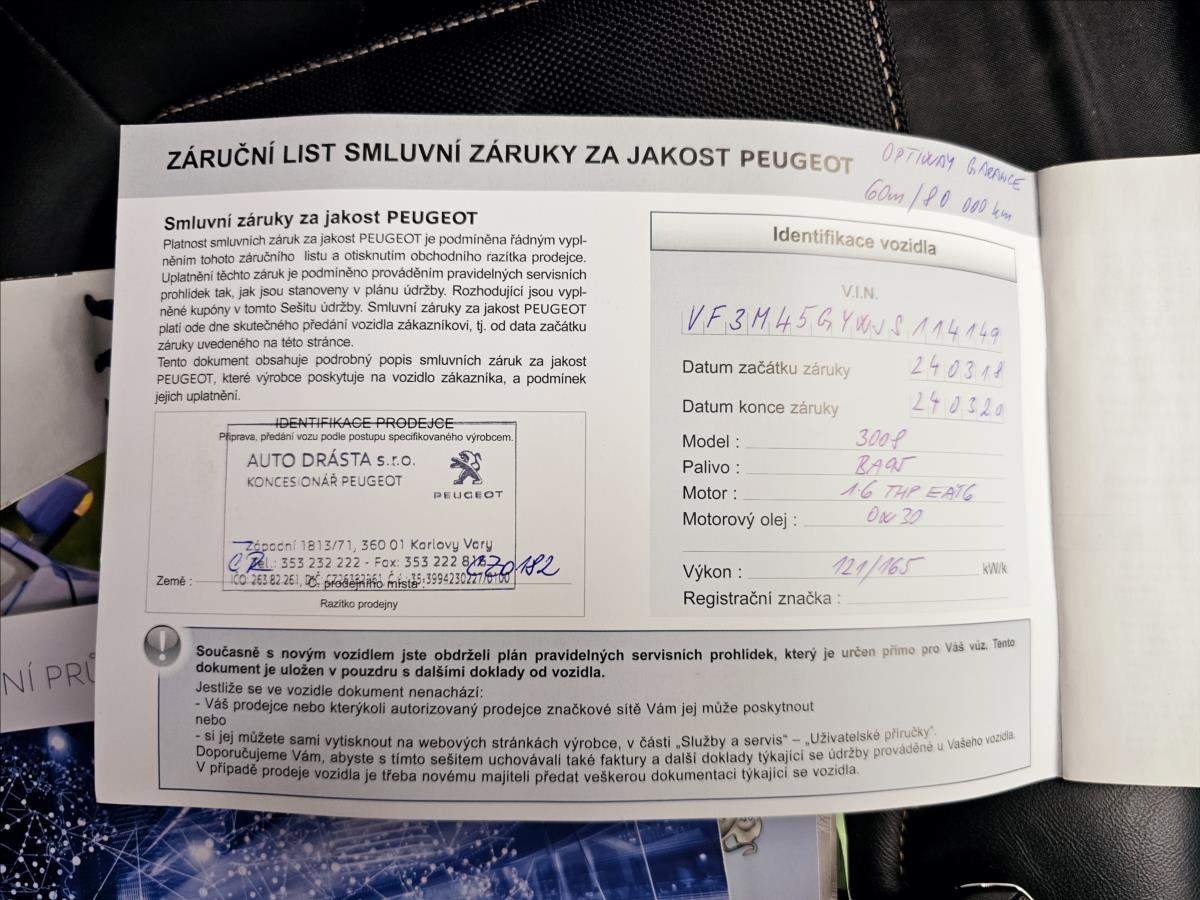 ZÁRUČNÍ LIST SMLUVNÍ ZÁRUKY ZA JAKOST PEUGEOT
OPTIWAY GARANCE
60m/80 000 km
Smluvní záruky za jakost PEUGEOT
Platnost smluvních záruk za jakost PEUGEOT je podmíněna řádným vypl-
něním tohoto záručního listu a otisknutím obchodního razítka prodejce.
Uplatnění těchto záruk je podmíněno prováděním pravidelných servisních
prohlídek tak, jak jsou stanoveny v plánu údržby. Rozhodující jsou vypl-
něné kupóny v tomto Sešitu údržby. Smluvní záruky za jakost PEUGEOT
platí ode dne skutečného předání vozidla zákazníkovi, tj. od data začátku
záruky uvedeného na této stránce.
Tento dokument obsahuje podrobný popis smluvních záruk za jakost
PEUGEOT, které výrobce poskytuje na vozidlo zákazníka, a podmínek
jejich uplatnění.
IDENTIFIKACE PRODEJCE
Příprava, předání vozu podle postupu specifikovaného výrobcem.
AUTO DRÁSTA s.r.o.
KONCESIONÁŘ PEUGEOT
PEUGEOT
Západní 1813/71, 360 01 Karlovy Vary
Tel.: 353 232 222 - Fax: 353 222 8
Země : ČR
Č. prodejního místa : CZ0182
Razítko prodejny
Identifikace vozidla
V.I.N.
VF3M45GYWJS114149
Datum začátku záruky 240318
Datum konce záruky 240320
Model : 3008
Palivo : BA95
Motor : 1.6 THP EAT6
Motorový olej : 0W30
Výkon : 121/165 kW/k
Registrační značka :
Současně s novým vozidlem jste obdrželi plán pravidelných servisních prohlídek, který je určen přímo pro Váš vůz. Tento
dokument je uložen v pouzdru s dalšími doklady od vozidla.
Jestliže se ve vozidle dokument nenachází:
- Váš prodejce nebo kterýkoli autorizovaný prodejce značkové sítě Vám jej může poskytnout
nebo
- si jej můžete sami vytisknout na webových stránkách výrobce, v části „Služby a servis“ – „Uživatelské příručky“.
Doporučujeme Vám, abyste s tímto sešitem uchovávali také faktury a další doklady týkající se údržby prováděné u Vašeho vozidla.
V případě prodeje vozidla je třeba novému majiteli předat veškerou dokumentaci týkající se vozidla.
NÍ PRŮ